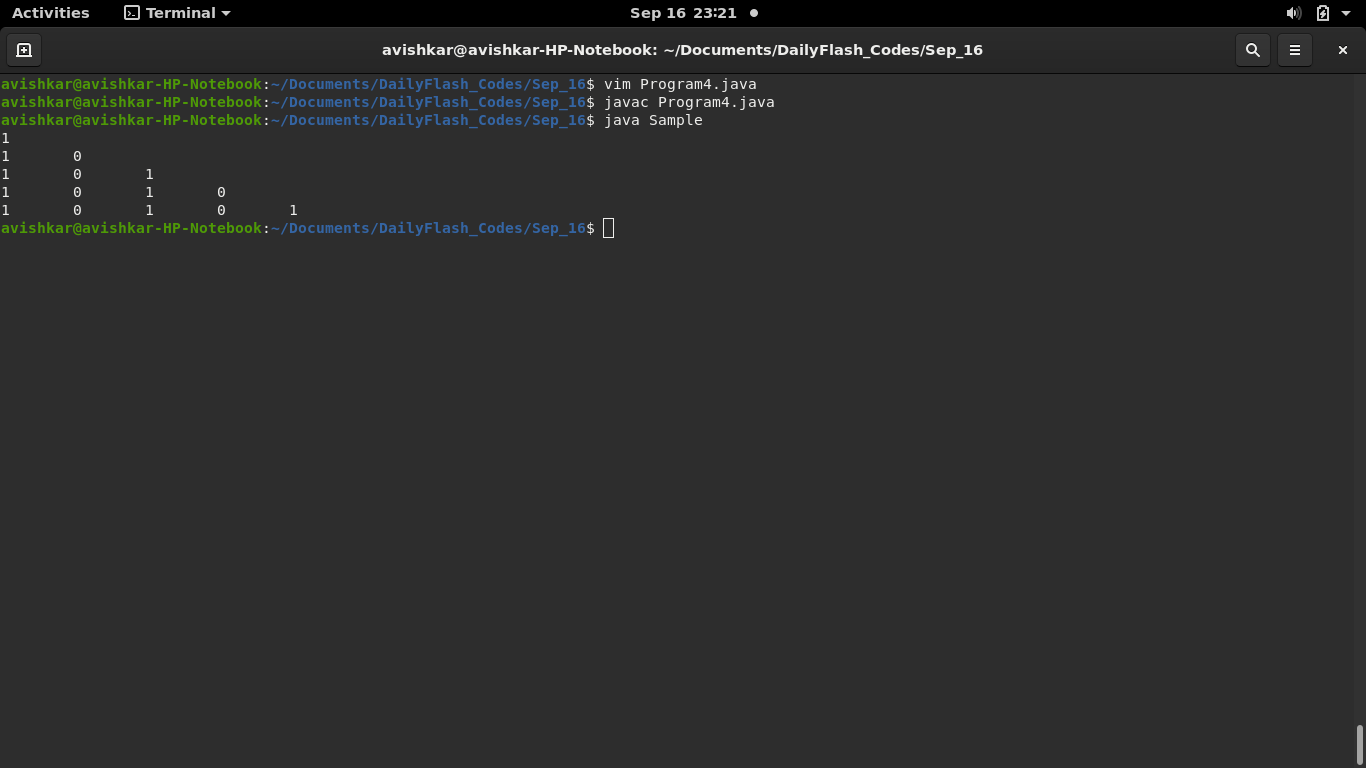 Activities Terminal Sep 16 23:21
avishkar@avishkar-HP-Notebook: ~/Documents/DailyFlash_Codes/Sep_16
avishkar@avishkar-HP-Notebook:~/Documents/DailyFlash_Codes/Sep_16$ vim Program4.java
avishkar@avishkar-HP-Notebook:~/Documents/DailyFlash_Codes/Sep_16$ javac Program4.java
avishkar@avishkar-HP-Notebook:~/Documents/DailyFlash_Codes/Sep_16$ java Sample
1
1 0
1 0 1
1 0 1 0
1 0 1 0 1
avishkar@avishkar-HP-Notebook:~/Documents/DailyFlash_Codes/Sep_16$